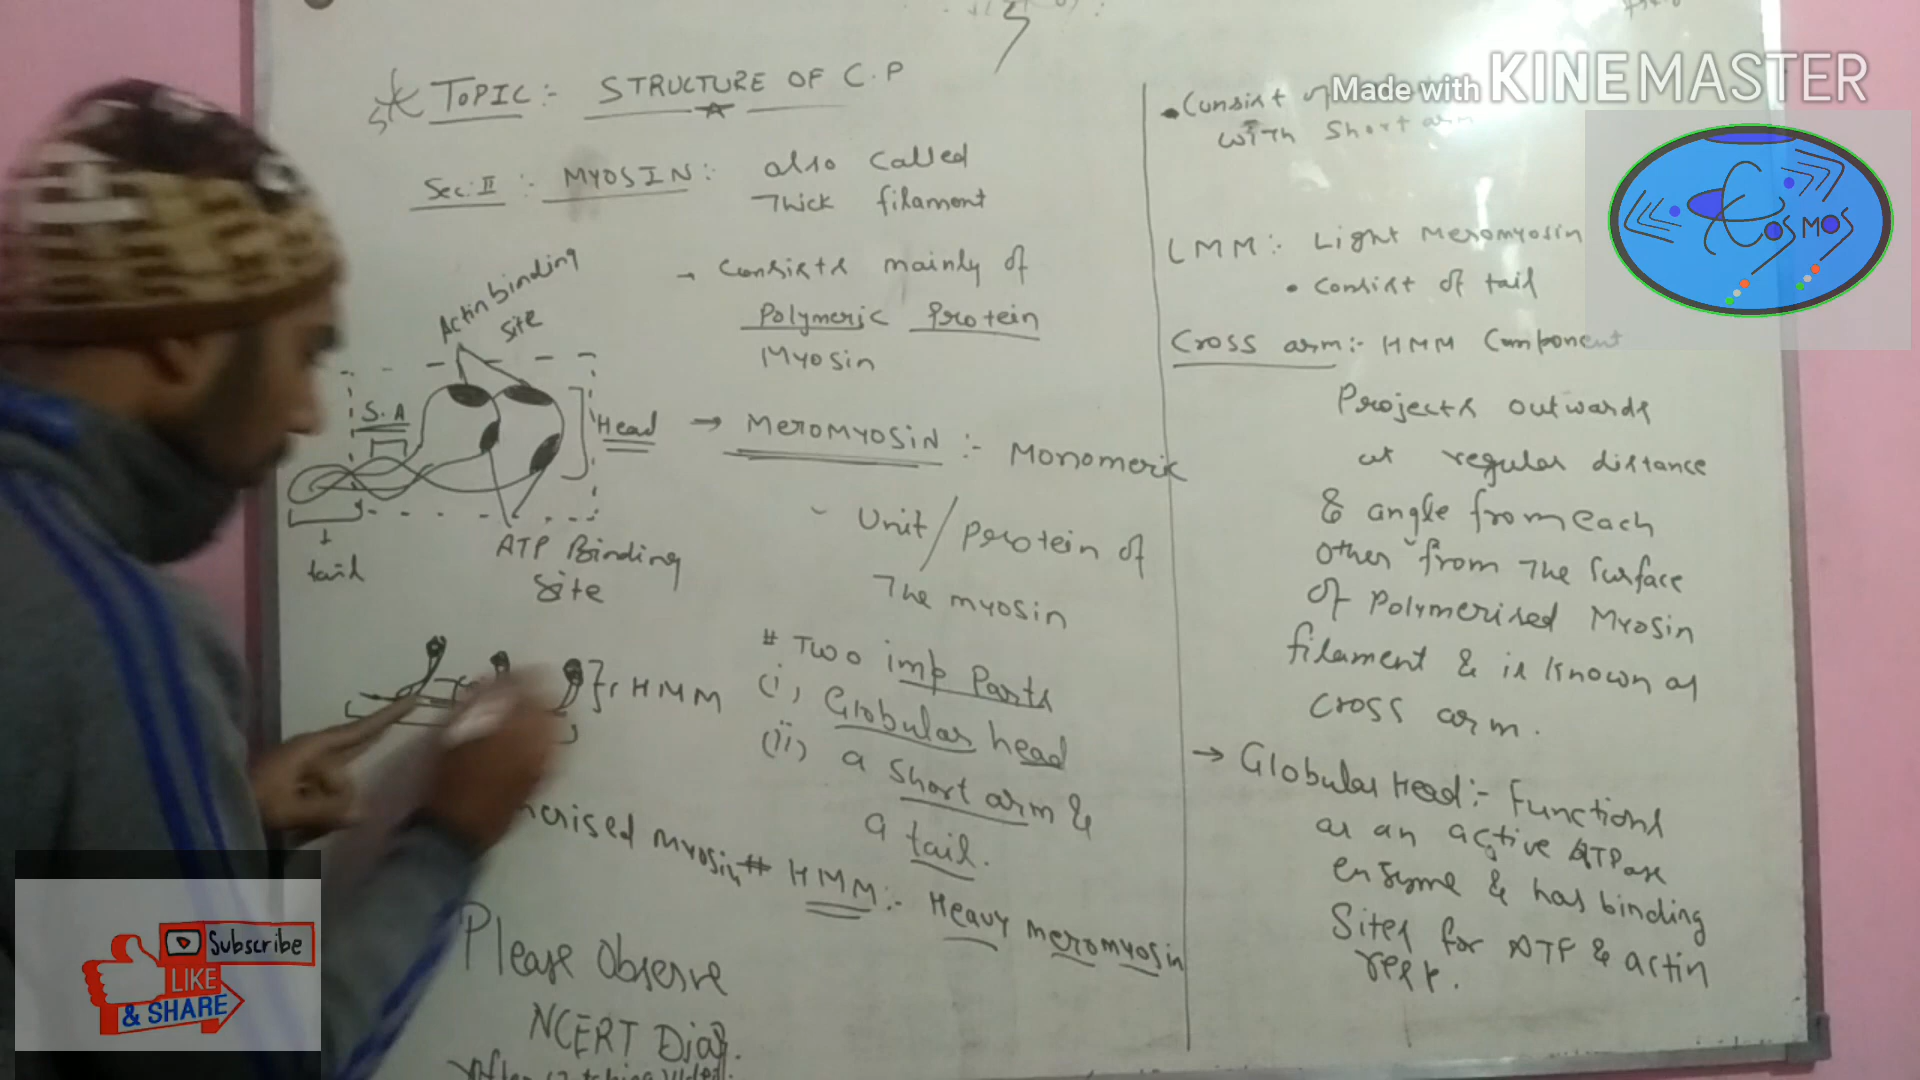 TOPIC:- STRUCTURE OF C.P
Sec:II :- MYOSIN: also called
Thick filament
→ Consists mainly of
Polymeric Protein
Myosin
Actin binding
Site
S.A
Head
tail
ATP Binding
Site
→ MEROMYOSIN :- Monomeric
Unit/Protein of
The myosin
# Two imp Parts
(i) Globular head
(ii) a short arm &
a tail.
HMM
Myosin
# HMM:- Heavy meromyosin
Please Observe
NCERT Diag.
• Consist of
with Short arm
LMM:- Light Meromyosin
• Consist of tail
Cross arm:- HMM Component
Projects outwards
at regular distance
& angle from each
other from The Surface
of Polymerised Myosin
filament & is Known as
cross arm.
→ Globular Head:- Functions
as an active ATPase
enzyme & has binding
Sites for ATP & actin
resp.
Made with KINEMASTER
COSMOS
Subscribe
LIKE
& SHARE